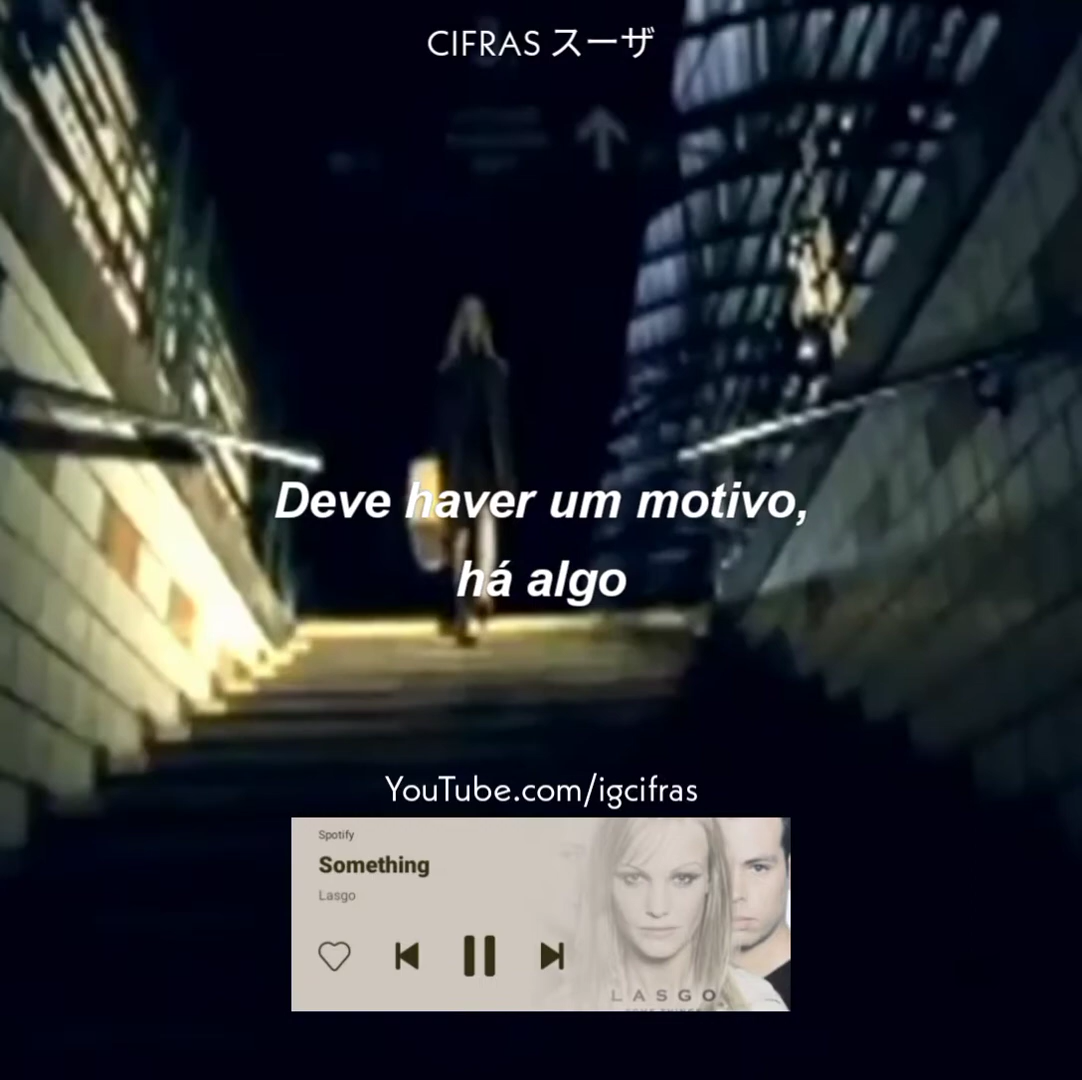 CIFRAS スーザ
Deve haver um motivo,
há algo
YouTube.com/igcifras
Spotify
Something
Lasgo
LASGO